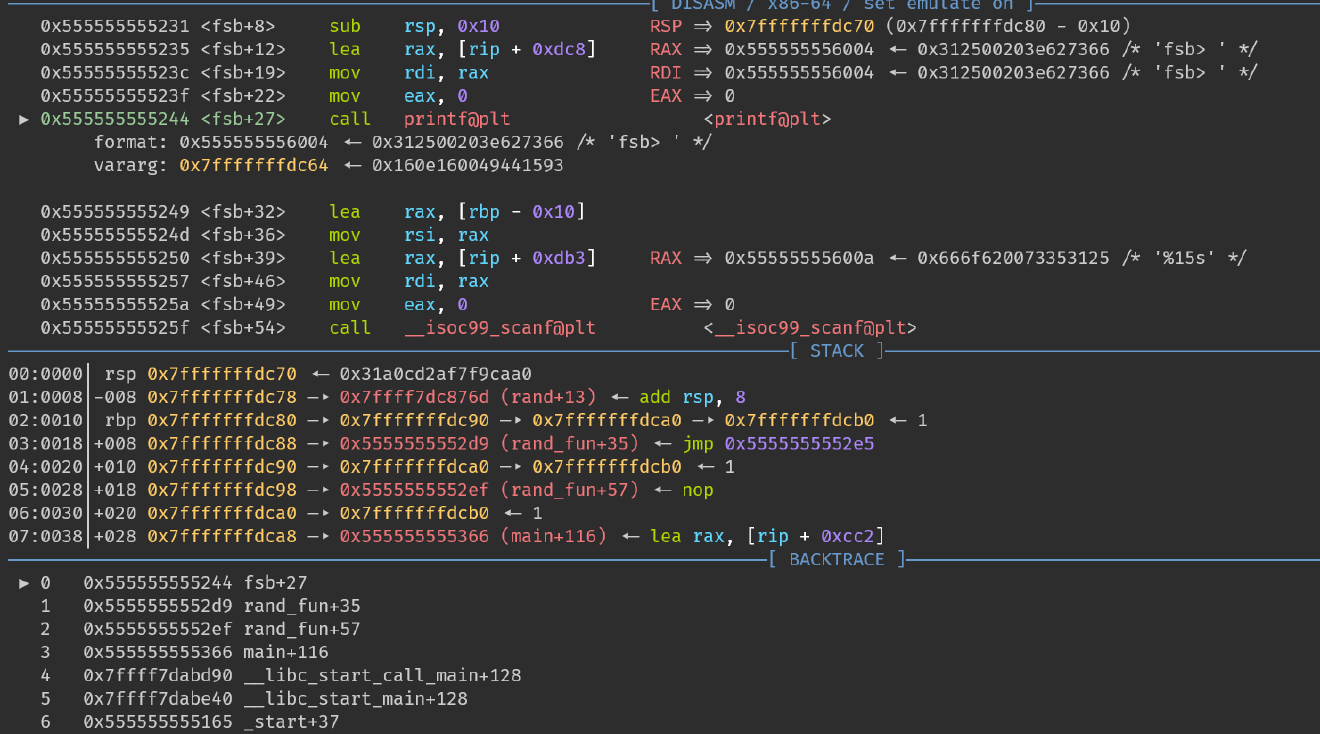 [ DISASM / x86-64 / set emulate on ]
0x555555555231 <fsb+8> sub rsp, 0x10 RSP => 0x7fffffffdc70 (0x7fffffffdc80 - 0x10)
0x555555555235 <fsb+12> lea rax, [rip + 0xdc8] RAX => 0x555555556004 ◂— 0x312500203e627366 /* 'fsb> ' */
0x55555555523c <fsb+19> mov rdi, rax RDI => 0x555555556004 ◂— 0x312500203e627366 /* 'fsb> ' */
0x55555555523f <fsb+22> mov eax, 0 EAX => 0
► 0x555555555244 <fsb+27> call printf@plt <printf@plt>
format: 0x555555556004 ◂— 0x312500203e627366 /* 'fsb> ' */
vararg: 0x7fffffffdc64 ◂— 0x160e160049441593
0x555555555249 <fsb+32> lea rax, [rbp - 0x10]
0x55555555524d <fsb+36> mov rsi, rax
0x555555555250 <fsb+39> lea rax, [rip + 0xdb3] RAX => 0x55555555600a ◂— 0x666f620073353125 /* '%15s' */
0x555555555257 <fsb+46> mov rdi, rax
0x55555555525a <fsb+49> mov eax, 0 EAX => 0
0x55555555525f <fsb+54> call __isoc99_scanf@plt <__isoc99_scanf@plt>
[ STACK ]
00:0000│ rsp 0x7fffffffdc70 ◂— 0x31a0cd2af7f9caa0
01:0008│-008 0x7fffffffdc78 —▸ 0x7ffff7dc876d (rand+13) ◂— add rsp, 8
02:0010│ rbp 0x7fffffffdc80 —▸ 0x7fffffffdc90 —▸ 0x7fffffffdca0 —▸ 0x7fffffffdcb0 ◂— 1
03:0018│+008 0x7fffffffdc88 —▸ 0x5555555552d9 (rand_fun+35) ◂— jmp 0x5555555552e5
04:0020│+010 0x7fffffffdc90 —▸ 0x7fffffffdca0 —▸ 0x7fffffffdcb0 ◂— 1
05:0028│+018 0x7fffffffdc98 —▸ 0x5555555552ef (rand_fun+57) ◂— nop
06:0030│+020 0x7fffffffdca0 —▸ 0x7fffffffdcb0 ◂— 1
07:0038│+028 0x7fffffffdca8 —▸ 0x555555555366 (main+116) ◂— lea rax, [rip + 0xcc2]
[ BACKTRACE ]
► 0 0x555555555244 fsb+27
1 0x5555555552d9 rand_fun+35
2 0x5555555552ef rand_fun+57
3 0x555555555366 main+116
4 0x7ffff7dabd90 __libc_start_call_main+128
5 0x7ffff7dabe40 __libc_start_main+128
6 0x555555555165 _start+37